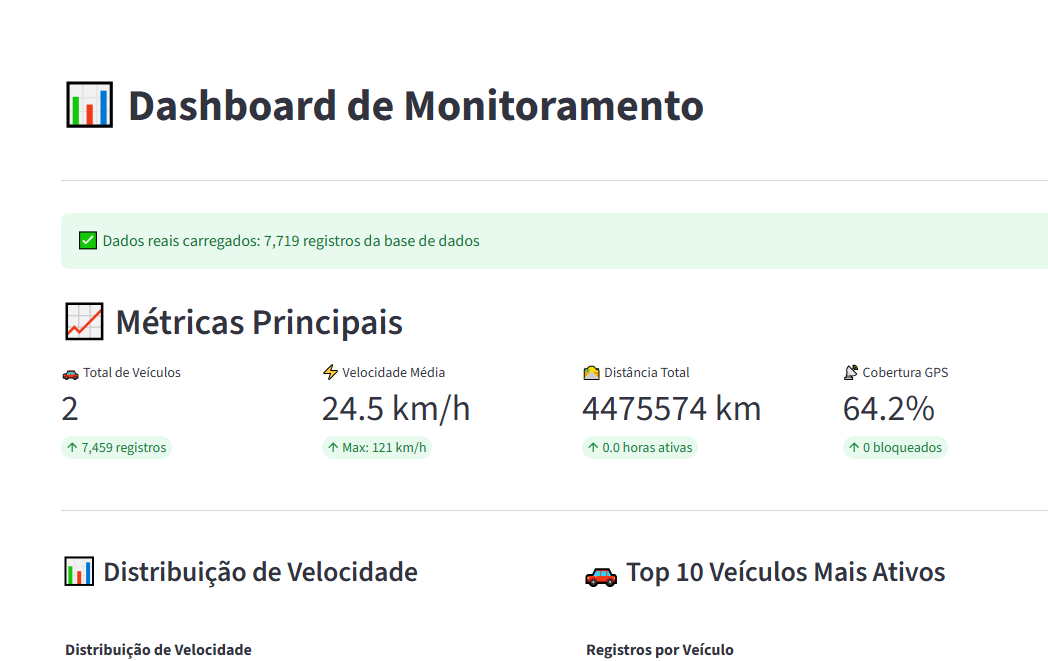 Dashboard de Monitoramento
Dados reais carregados: 7,719 registros da base de dados
Métricas Principais
Total de Veículos
2
↑ 7,459 registros
Velocidade Média
24.5 km/h
↑ Max: 121 km/h
Distância Total
4475574 km
↑ 0.0 horas ativas
Cobertura GPS
64.2%
↑ 0 bloqueados
Distribuição de Velocidade
Distribuição de Velocidade
Top 10 Veículos Mais Ativos
Registros por Veículo